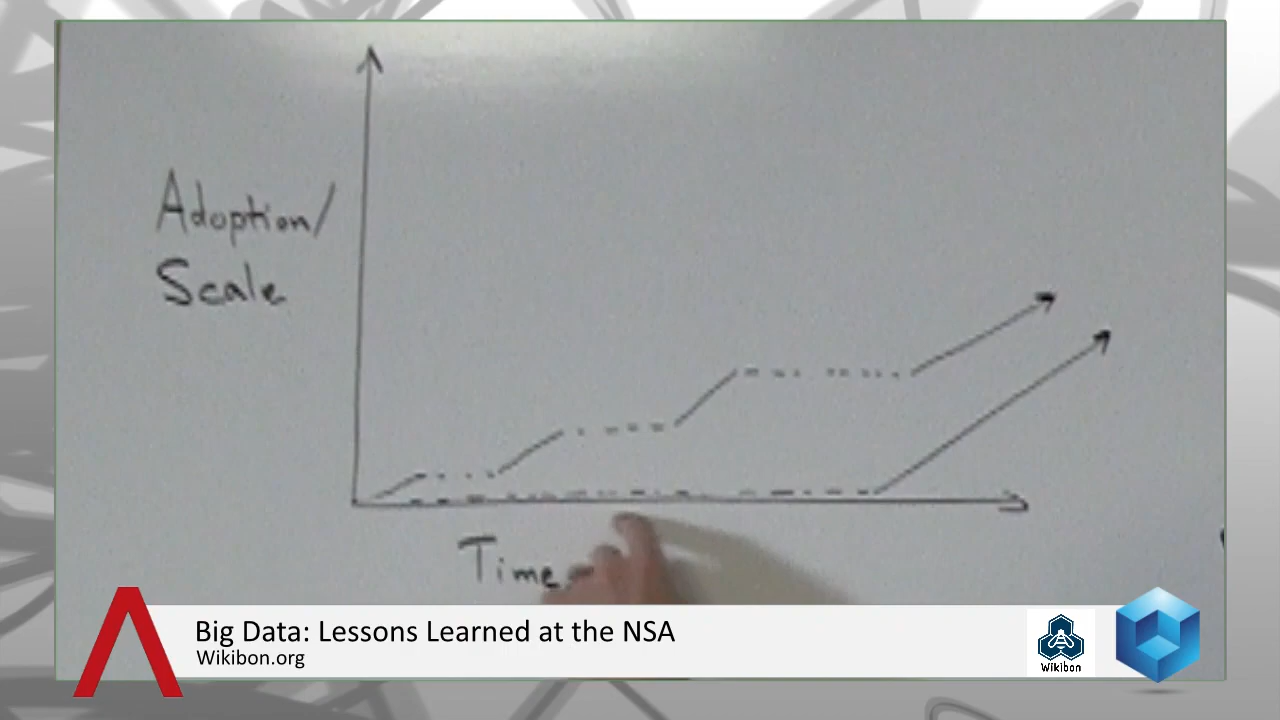 Adoption/
Scale
Time
Big Data: Lessons Learned at the NSA
Wikibon.org
Wikibon